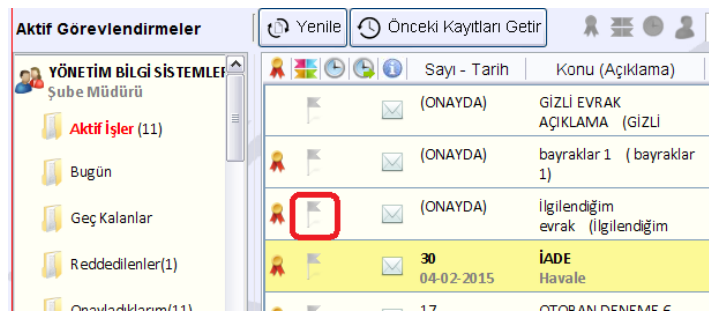 Aktif Görevlendirmeler
Yenile
Önceki Kayıtları Getir
YÖNETİM BİLGİ SİSTEMLER
Şube Müdürü
Aktif İşler (11)
Bugün
Geç Kalanlar
Reddedilenler(1)
Onayladıklarım(11)
Sayı - Tarih
Konu (Açıklama)
(ONAYDA)
GİZLİ EVRAK
AÇIKLAMA (GİZLİ
(ONAYDA)
bayraklar 1 ( bayraklar
1)
(ONAYDA)
İlgilendiğim
evrak (İlgilendiğim
30
04-02-2015
İADE
Havale
17
OTOBAN DENEME 6